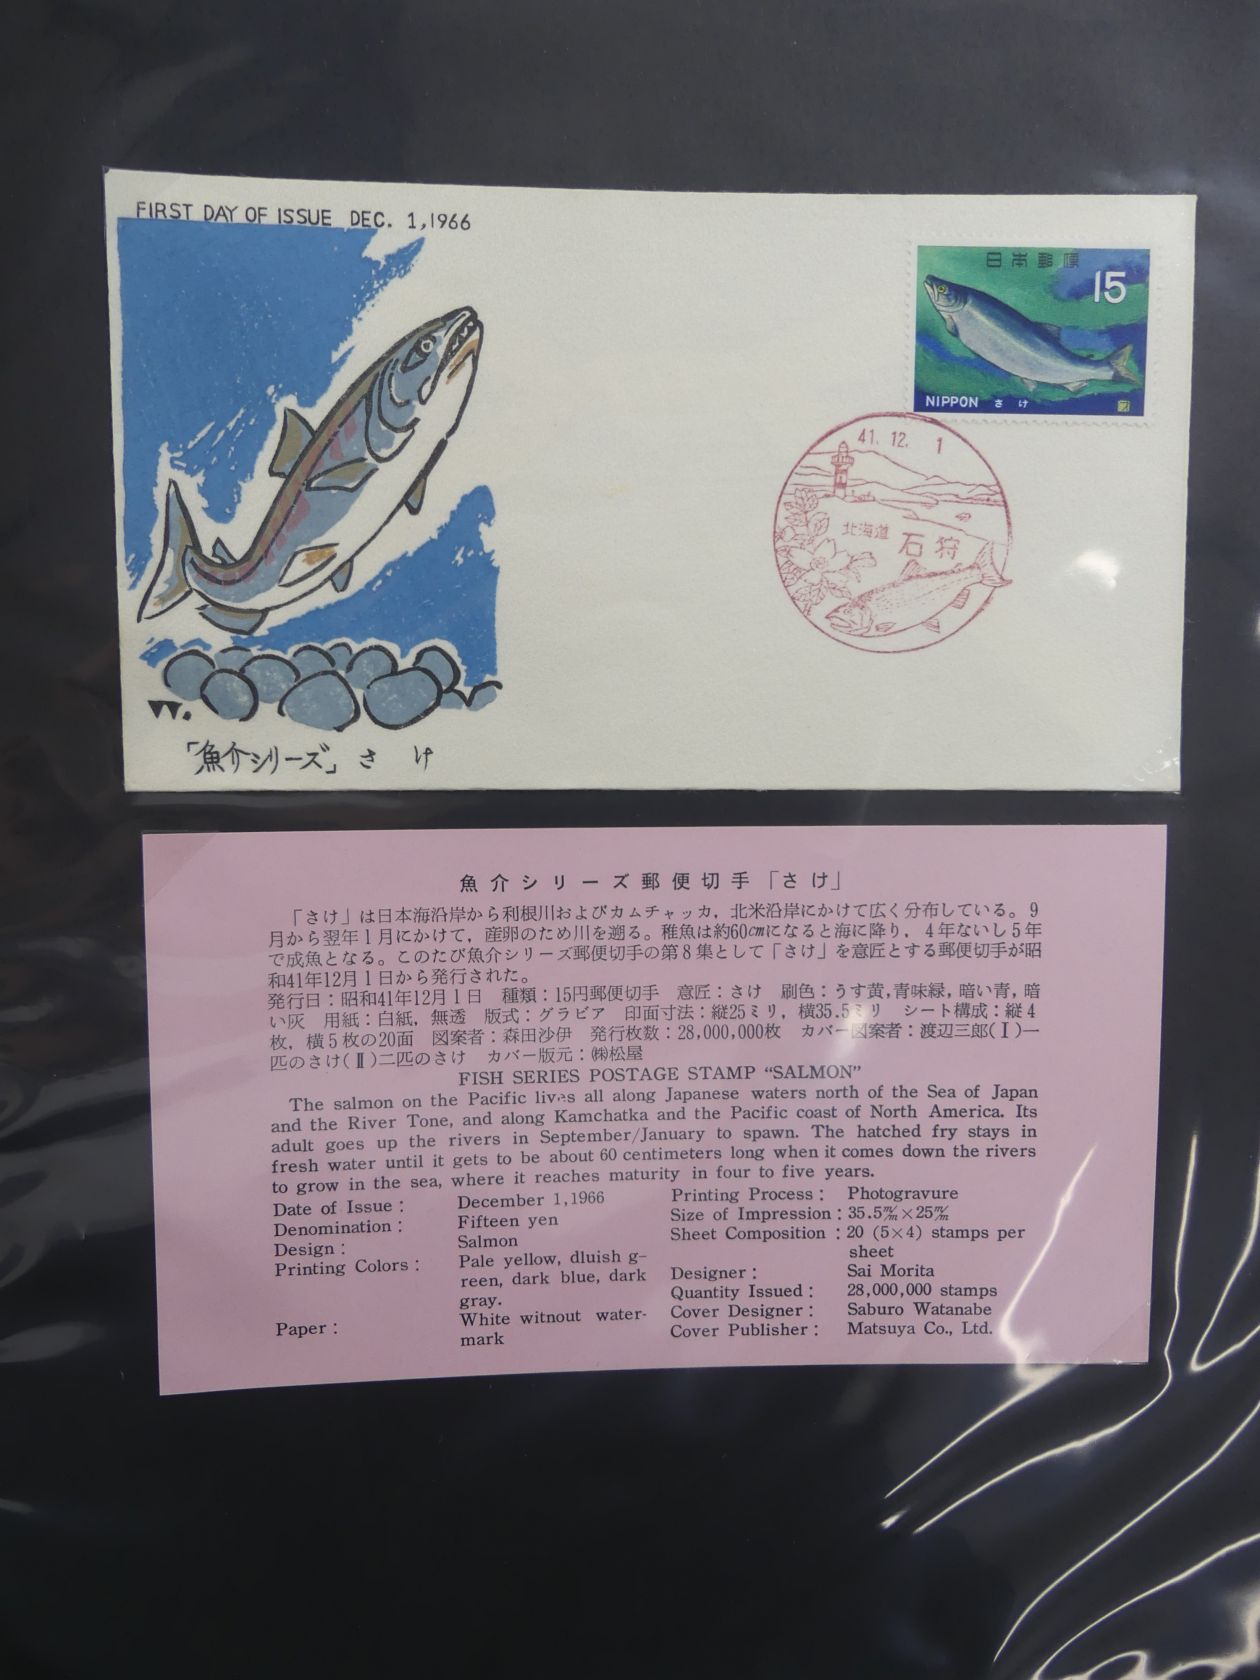 FIRST DAY OF ISSUE DEC. 1,1966
日本郵便
15
NIPPON さけ
41.12.1
北海道
石狩
W.
「魚介シリーズ」さけ
魚介シリーズ郵便切手「さけ」
「さけ」は日本海沿岸から利根川およびカムチャッカ，北米沿岸にかけて広く分布している。9
月から翌年1月にかけて，産卵のため川を遡る。稚魚は約60㎝になると海に降り，4年ないし5年
で成魚となる。このたび魚介シリーズ郵便切手の第8集として「さけ」を意匠とする郵便切手が昭
和41年12月1日から発行された。
発行日：昭和41年12月1日　種類：15円郵便切手　意匠：さけ　刷色：うす黄,青味緑，暗い青，暗
い灰　用紙：白紙，無透　版式：グラビア　印面寸法：縦25ミリ，横35.5ミリ　シート構成：縦4
枚，横5枚の20面　図案者：森田沙伊　発行枚数：28,000,000枚　カバー図案者：渡辺三郎(Ⅰ)一
匹のさけ(Ⅱ)二匹のさけ　カバー版元：㈱松屋
FISH SERIES POSTAGE STAMP “SALMON”
The salmon on the Pacific lives all along Japanese waters north of the Sea of Japan
and the River Tone, and along Kamchatka and the Pacific coast of North America. Its
adult goes up the rivers in September/January to spawn. The hatched fry stays in
fresh water until it gets to be about 60 centimeters long when it comes down the rivers
to grow in the sea, where it reaches maturity in four to five years.
Date of Issue: December 1,1966
Denomination: Fifteen yen
Design: Salmon
Printing Colors: Pale yellow, dluish g-
reen, dark blue, dark
gray.
Paper: White witnout water-
mark
Printing Process: Photogravure
Size of Impression: 35.5m/m×25m/m
Sheet Composition: 20 (5×4) stamps per
sheet
Designer: Sai Morita
Quantity Issued: 28,000,000 stamps
Cover Designer: Saburo Watanabe
Cover Publisher: Matsuya Co., Ltd.